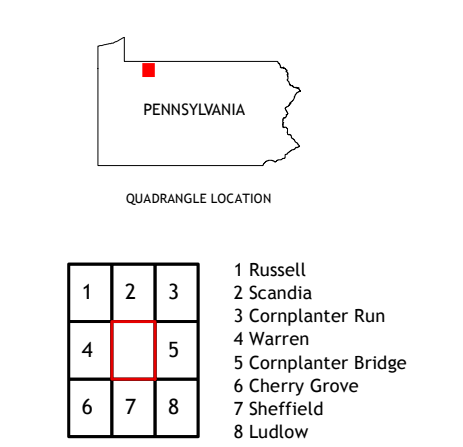 PENNSYLVANIA
QUADRANGLE LOCATION
1 2 3
4 5
6 7 8
1 Russell
2 Scandia
3 Cornplanter Run
4 Warren
5 Cornplanter Bridge
6 Cherry Grove
7 Sheffield
8 Ludlow